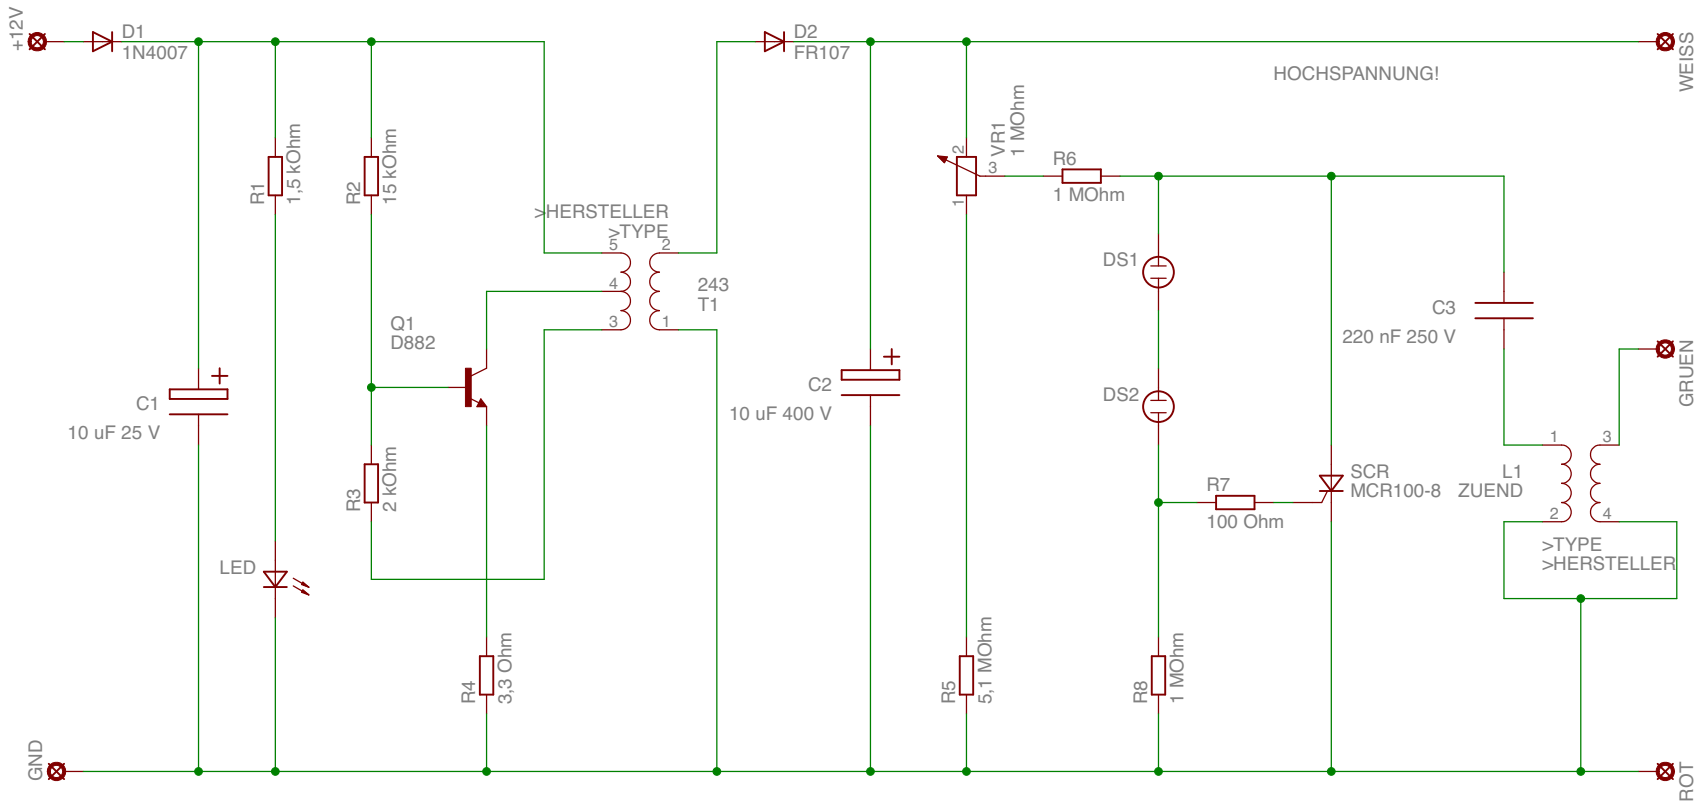 +12V
D1
1N4007
D2
FR107
WEISS
HOCHSPANNUNG!
R1
1,5 kOhm
R2
15 kOhm
VR1
1 MOhm
2
3
1
R6
1 MOhm
>HERSTELLER
>TYPE
5
2
4
3
1
243
T1
Q1
D882
DS1
C3
220 nF 250 V
GRUEN
C1
10 uF 25 V
C2
10 uF 400 V
DS2
R3
2 kOhm
R7
100 Ohm
SCR
MCR100-8
1
3
L1
ZUEND
2
4
>TYPE
>HERSTELLER
LED
R4
3,3 Ohm
R5
5,1 MOhm
R8
1 MOhm
GND
ROT